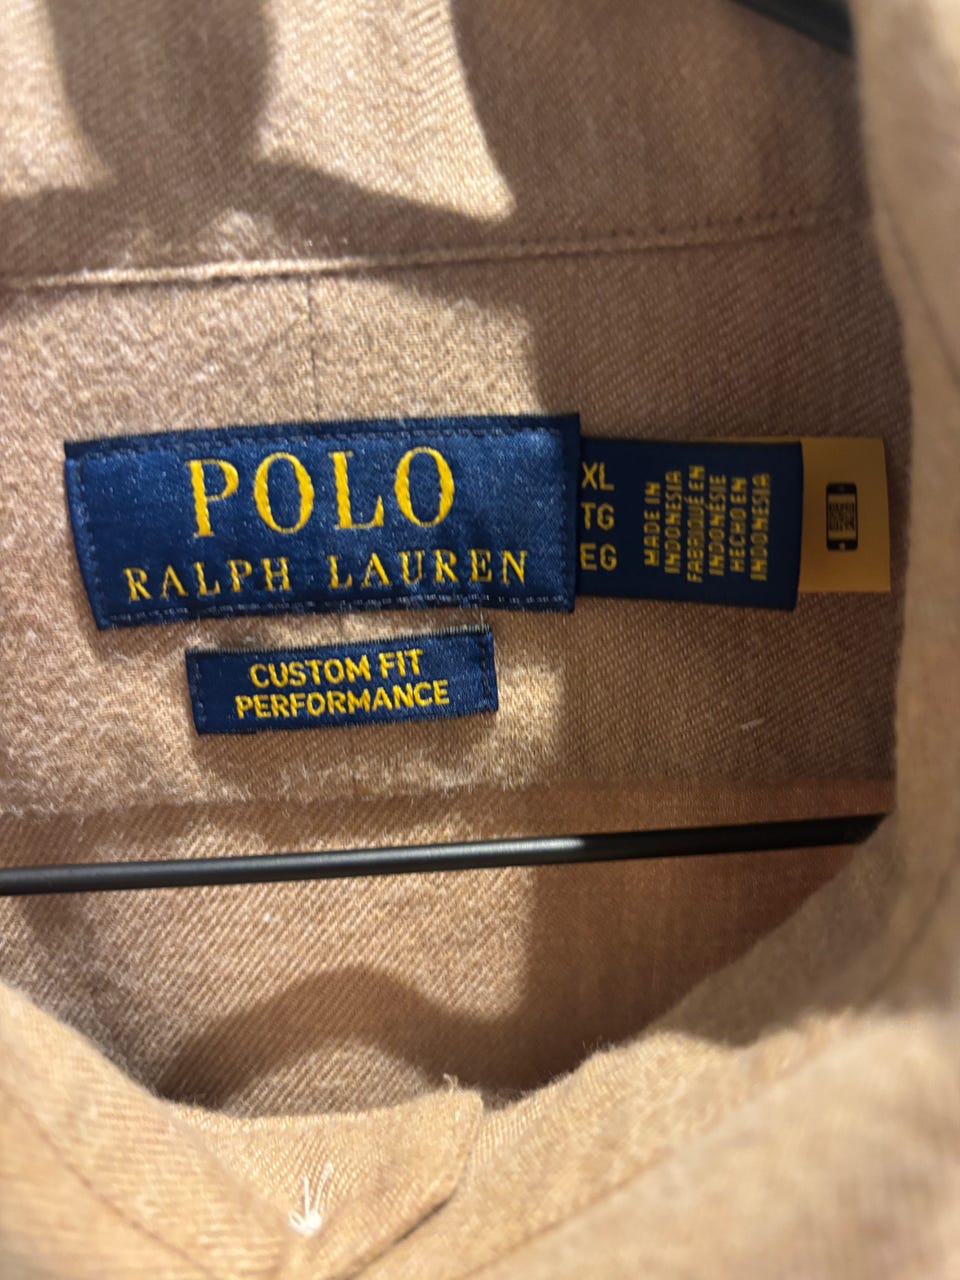 POLO
RALPH LAUREN
CUSTOM FIT
PERFORMANCE
XL
TG
EG
MADE IN
INDONESIA
FABRIQUÉ EN
INDONÉSIE
HECHO EN
INDONESIA